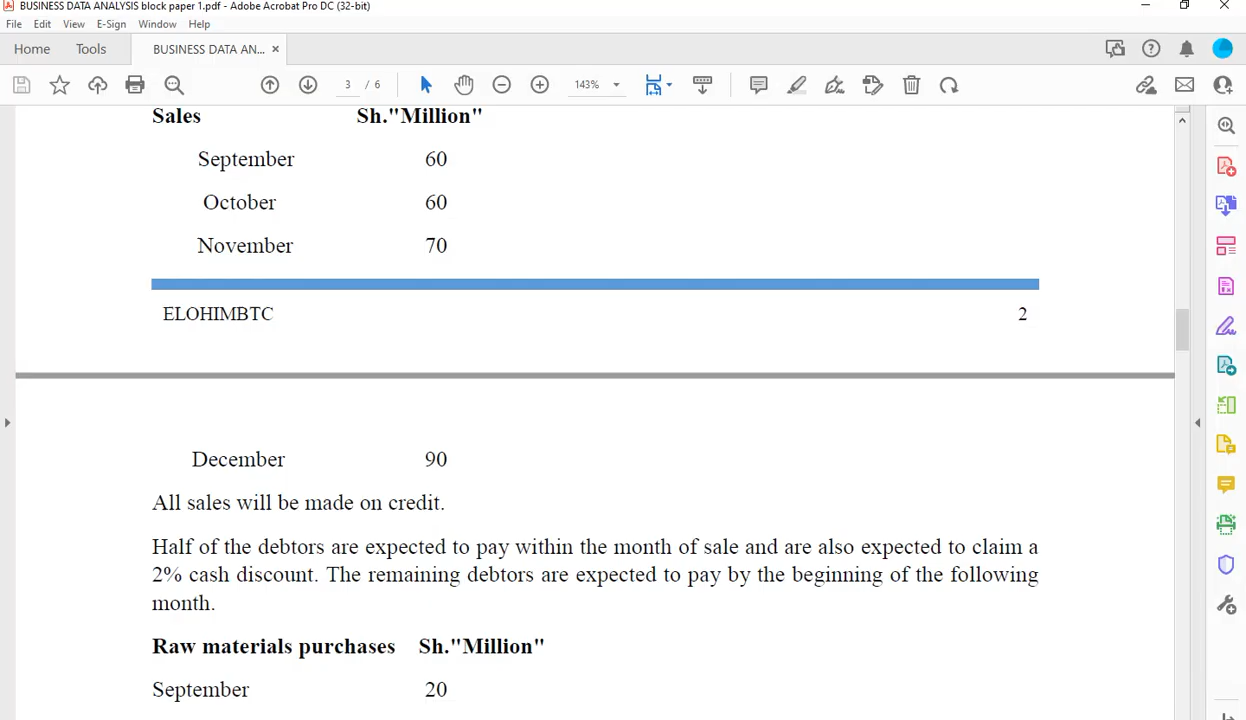 BUSINESS DATA ANALYSIS block paper 1.pdf - Adobe Acrobat Pro DC (32-bit)
File Edit View E-Sign Window Help
Home Tools BUSINESS DATA AN... ×
3 / 6 143%
Sales Sh."Million"
September 60
October 60
November 70
ELOHIMBTC 2
December 90
All sales will be made on credit.
Half of the debtors are expected to pay within the month of sale and are also expected to claim a
2% cash discount. The remaining debtors are expected to pay by the beginning of the following
month.
Raw materials purchases Sh."Million"
September 20